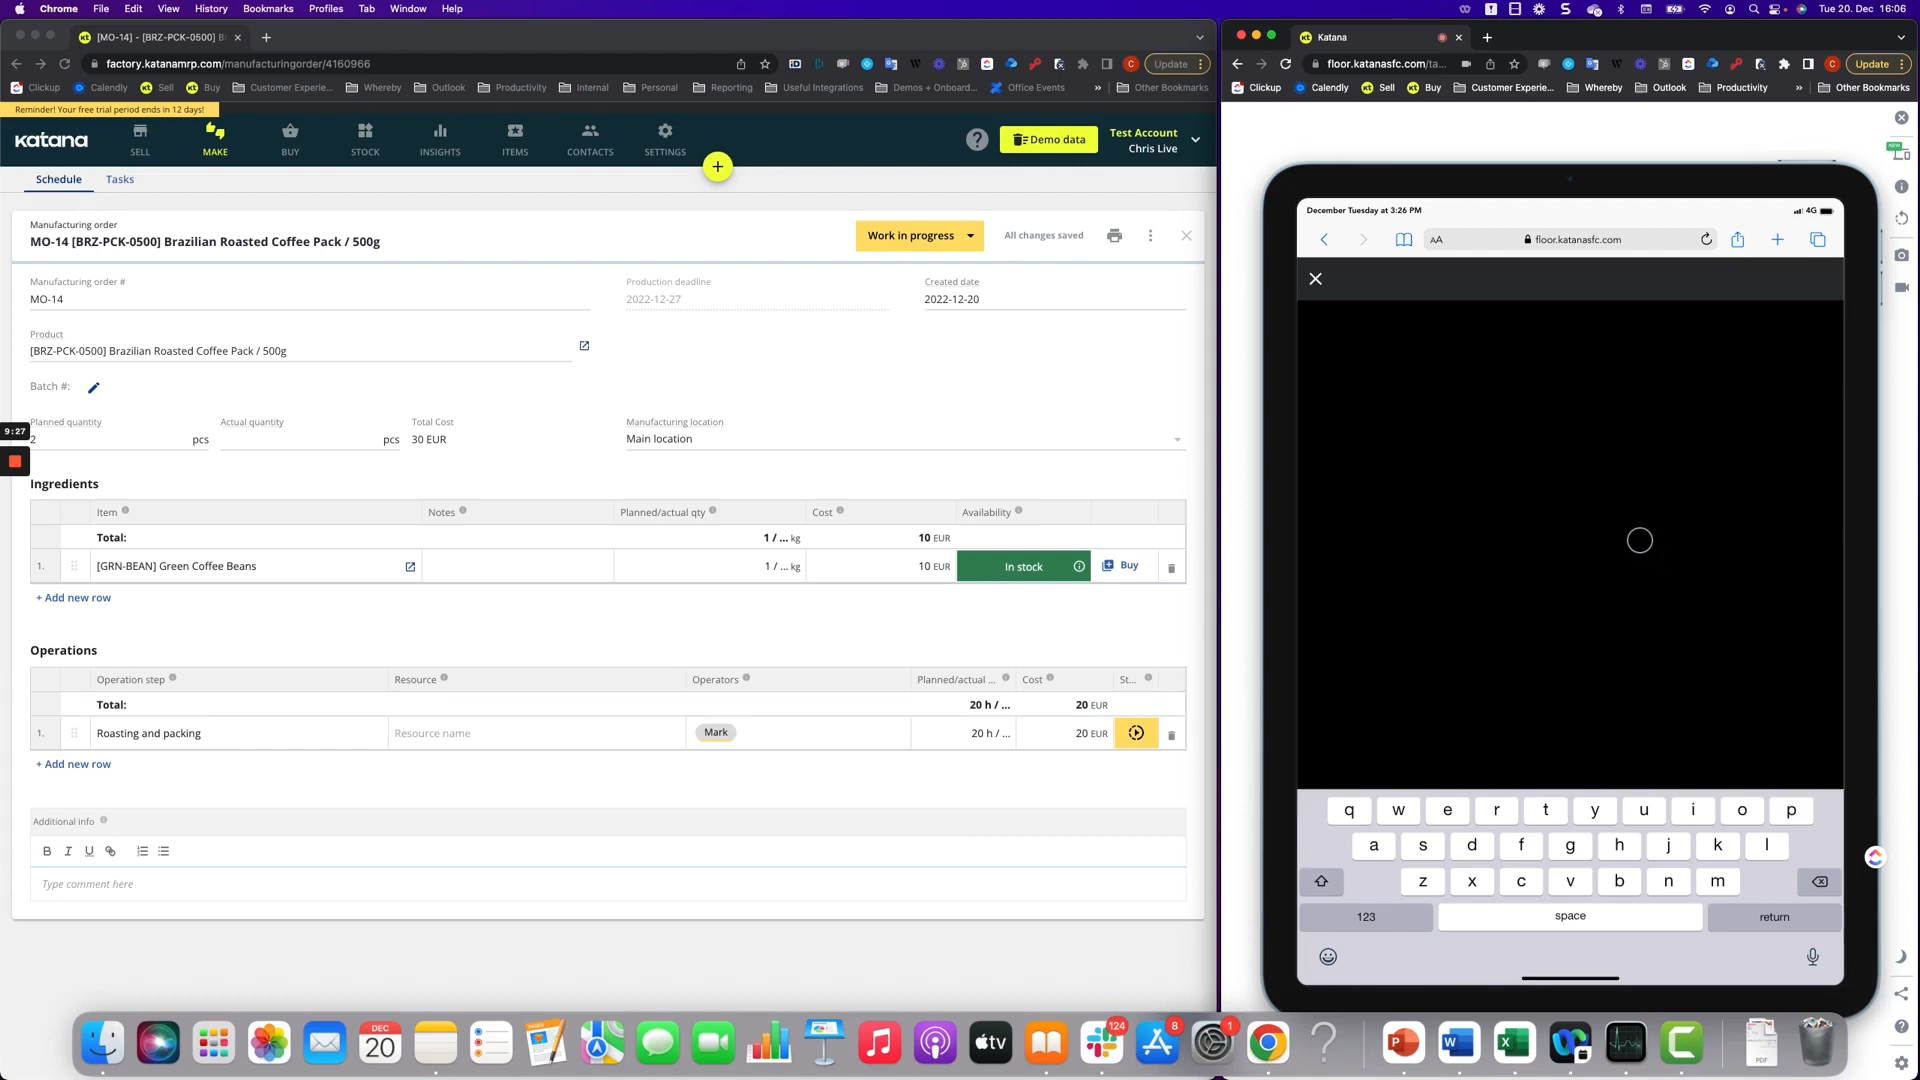 Chrome File Edit View History Bookmarks Profiles Tab Window Help
Tue 20. Dec 16:06
[MO-14] - [BRZ-PCK-0500] Br
factory.katanamrp.com/manufacturingorder/4160966
Update
Clickup Calendly Sell Buy Customer Experie... Whereby Outlook Productivity Internal Personal Reporting Useful Integrations Demos + Onboard... Office Events » Other Bookmarks
Reminder! Your free trial period ends in 12 days!
katana
SELL MAKE BUY STOCK INSIGHTS ITEMS CONTACTS SETTINGS
Demo data
Test Account
Chris Live
Schedule Tasks
Manufacturing order
MO-14 [BRZ-PCK-0500] Brazilian Roasted Coffee Pack / 500g
Work in progress
All changes saved
Manufacturing order #
MO-14
Production deadline
2022-12-27
Created date
2022-12-20
Product
[BRZ-PCK-0500] Brazilian Roasted Coffee Pack / 500g
Batch #:
Planned quantity
2 pcs
Actual quantity
pcs
Total Cost
30 EUR
Manufacturing location
Main location
9:27
Ingredients
Item Notes Planned/actual qty Cost Availability
Total: 1 / ... kg 10 EUR
1. [GRN-BEAN] Green Coffee Beans 1 / ... kg 10 EUR In stock Buy
+ Add new row
Operations
Operation step Resource Operators Planned/actual ... Cost St...
Total: 20 h / ... 20 EUR
1. Roasting and packing Resource name Mark 20 h / ... 20 EUR
+ Add new row
Additional info
B I U
Type comment here
Katana
floor.katanasfc.com/ta...
Update
Clickup Calendly Sell Buy Customer Experie... Whereby Outlook Productivity » Other Bookmarks
NEW
December Tuesday at 3:26 PM
4G
AA
floor.katanasfc.com
q w e r t y u i o p
a s d f g h j k l
z x c v b n m
123 space return
DEC
20
tv
124
8
1
P
W
X
PDF